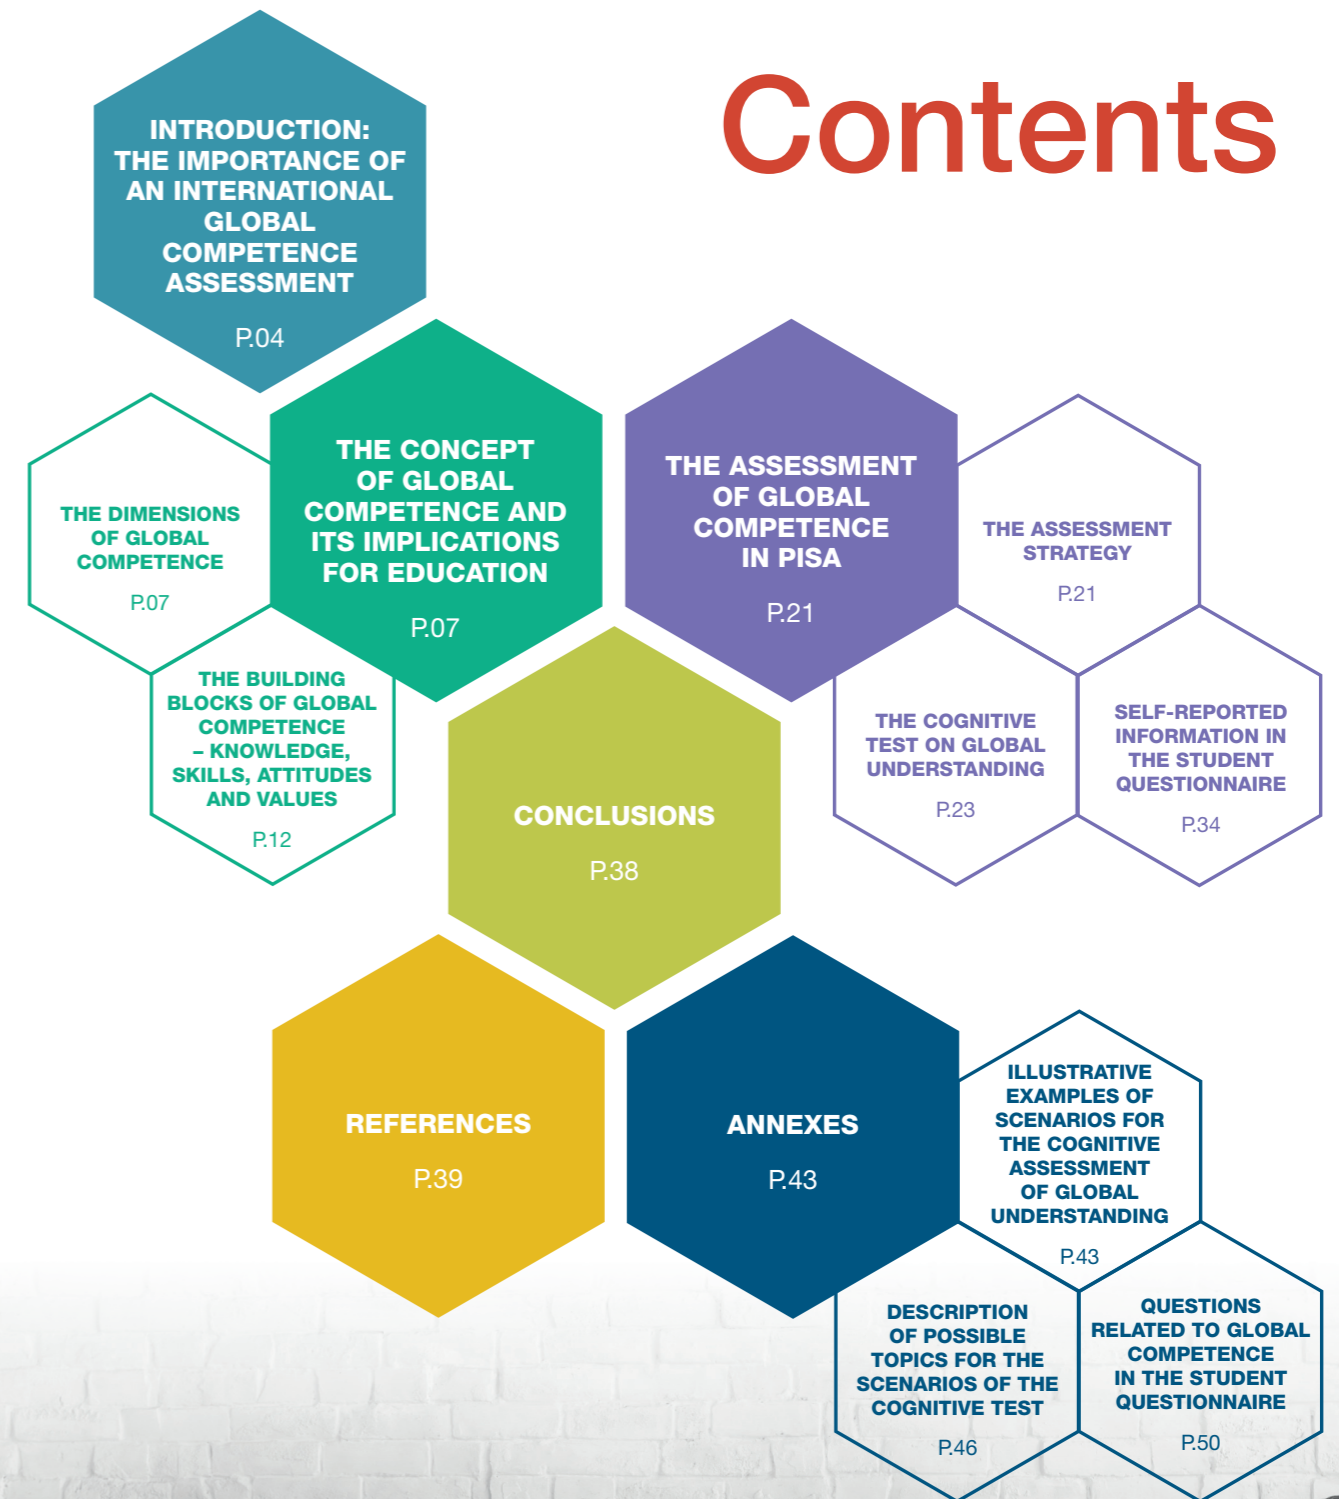 Contents
INTRODUCTION:
THE IMPORTANCE OF
AN INTERNATIONAL
GLOBAL
COMPETENCE
ASSESSMENT
P.04
THE CONCEPT
OF GLOBAL
COMPETENCE AND
ITS IMPLICATIONS
FOR EDUCATION
P.07
THE DIMENSIONS
OF GLOBAL
COMPETENCE
P.07
THE BUILDING
BLOCKS OF GLOBAL
COMPETENCE
– KNOWLEDGE,
SKILLS, ATTITUDES
AND VALUES
P.12
THE ASSESSMENT
OF GLOBAL
COMPETENCE
IN PISA
P.21
THE ASSESSMENT
STRATEGY
P.21
THE COGNITIVE
TEST ON GLOBAL
UNDERSTANDING
P.23
SELF-REPORTED
INFORMATION IN
THE STUDENT
QUESTIONNAIRE
P.34
CONCLUSIONS
P.38
REFERENCES
P.39
ANNEXES
P.43
ILLUSTRATIVE
EXAMPLES OF
SCENARIOS FOR
THE COGNITIVE
ASSESSMENT
OF GLOBAL
UNDERSTANDING
P.43
DESCRIPTION
OF POSSIBLE
TOPICS FOR THE
SCENARIOS OF THE
COGNITIVE TEST
P.46
QUESTIONS
RELATED TO GLOBAL
COMPETENCE
IN THE STUDENT
QUESTIONNAIRE
P.50